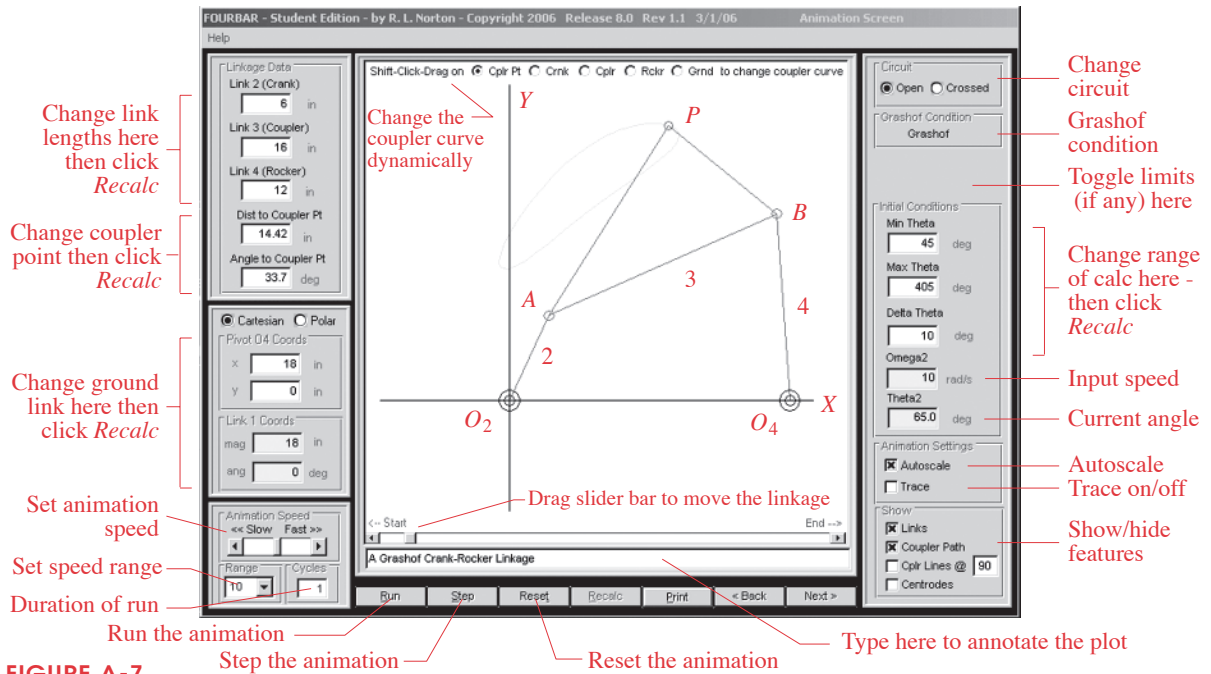 FOURBAR - Student Edition - by R. L. Norton - Copyright 2006 Release 8.0 Rev 1.1 3/1/06 Animation Screen
Help
Linkage Data
Link 2 (Crank)
6 in
Link 3 (Coupler)
16 in
Link 4 (Rocker)
12 in
Dist to Coupler Pt
14.42 in
Angle to Coupler Pt
33.7 deg
Change link
lengths here
then click
Recalc
Change coupler
point then click
Recalc
Cartesian Polar
Pivot O4 Coords
x 18 in
y 0 in
Link 1 Coords
mag 18 in
ang 0 deg
Change ground
link here then
click Recalc
Set animation
speed
Animation Speed
<< Slow Fast >>
Set speed range
Range
10
Cycles
1
Duration of run
Shift-Click-Drag on Cplr Pt Crnk Cplr Rckr Grnd to change coupler curve
Change the
coupler curve
dynamically
Y
P
B
A
3
4
2
O2
O4
X
Drag slider bar to move the linkage
<-- Start
End -->
A Grashof Crank-Rocker Linkage
Run Step Reset Recalc Print < Back Next >
Circuit
Open Crossed
Grashof Condition
Grashof
Initial Conditions
Min Theta
45 deg
Max Theta
405 deg
Delta Theta
10 deg
Omega2
10 rad/s
Theta2
65.0 deg
Animation Settings
Autoscale
Trace
Show
Links
Coupler Path
Cplr Lines @ 90
Centrodes
Change
circuit
Grashof
condition
Toggle limits
(if any) here
Change range
of calc here -
then click
Recalc
Input speed
Current angle
Autoscale
Trace on/off
Show/hide
features
Run the animation
Step the animation
Reset the animation
Type here to annotate the plot
FIGURE A-7